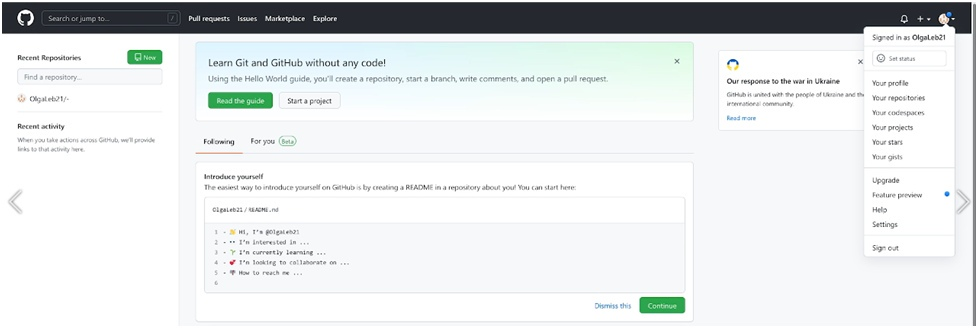 Search or jump to... /
Pull requests Issues Marketplace Explore
Recent Repositories New
Find a repository...
OlgaLeb21/-
Recent activity
When you take actions across GitHub, we'll provide
links to that activity here.
Learn Git and GitHub without any code!
Using the Hello World guide, you'll create a repository, start a branch, write comments, and open a pull request.
Read the guide Start a project
Following For you Beta
Introduce yourself
The easiest way to introduce yourself on GitHub is by creating a README in a repository about you! You can start here:
OlgaLeb21 / README.md
1 - 👋 Hi, I'm @OlgaLeb21
2 - 👀 I'm interested in ...
3 - 🌱 I'm currently learning ...
4 - 💞️ I'm looking to collaborate on ...
5 - 📫 How to reach me ...
6
Dismiss this Continue
Our response to the war in Ukraine
GitHub is united with the people of Ukraine and the
international community.
Read more
Signed in as OlgaLeb21
Set status
Your profile
Your repositories
Your codespaces
Your projects
Your stars
Your gists
Upgrade
Feature preview
Help
Settings
Sign out